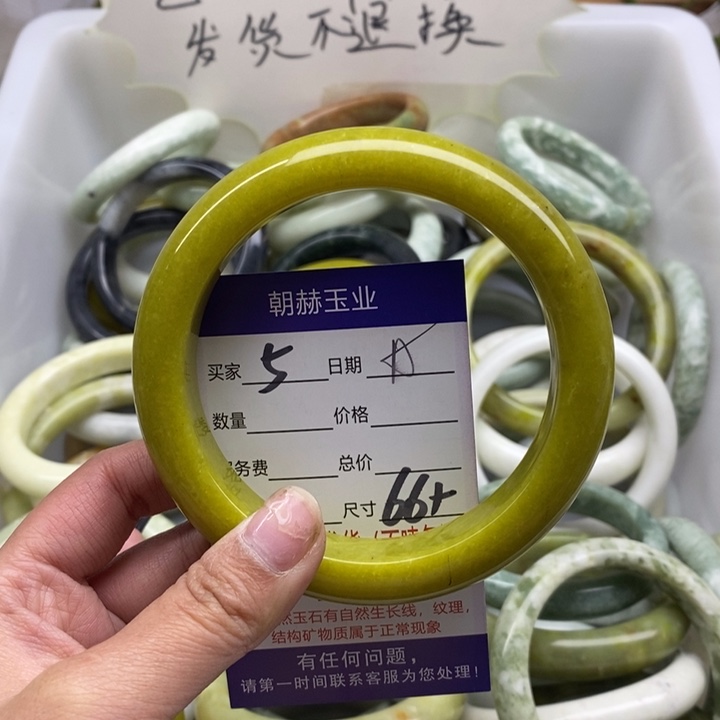 发货不退换
朝赫玉业
买家 5 日期
数量 价格
务费 总价
尺寸 66+
然玉石有自然生长线，纹理，
结构矿物质属于正常现象
有任何问题，
请第一时间联系客服为您处理！